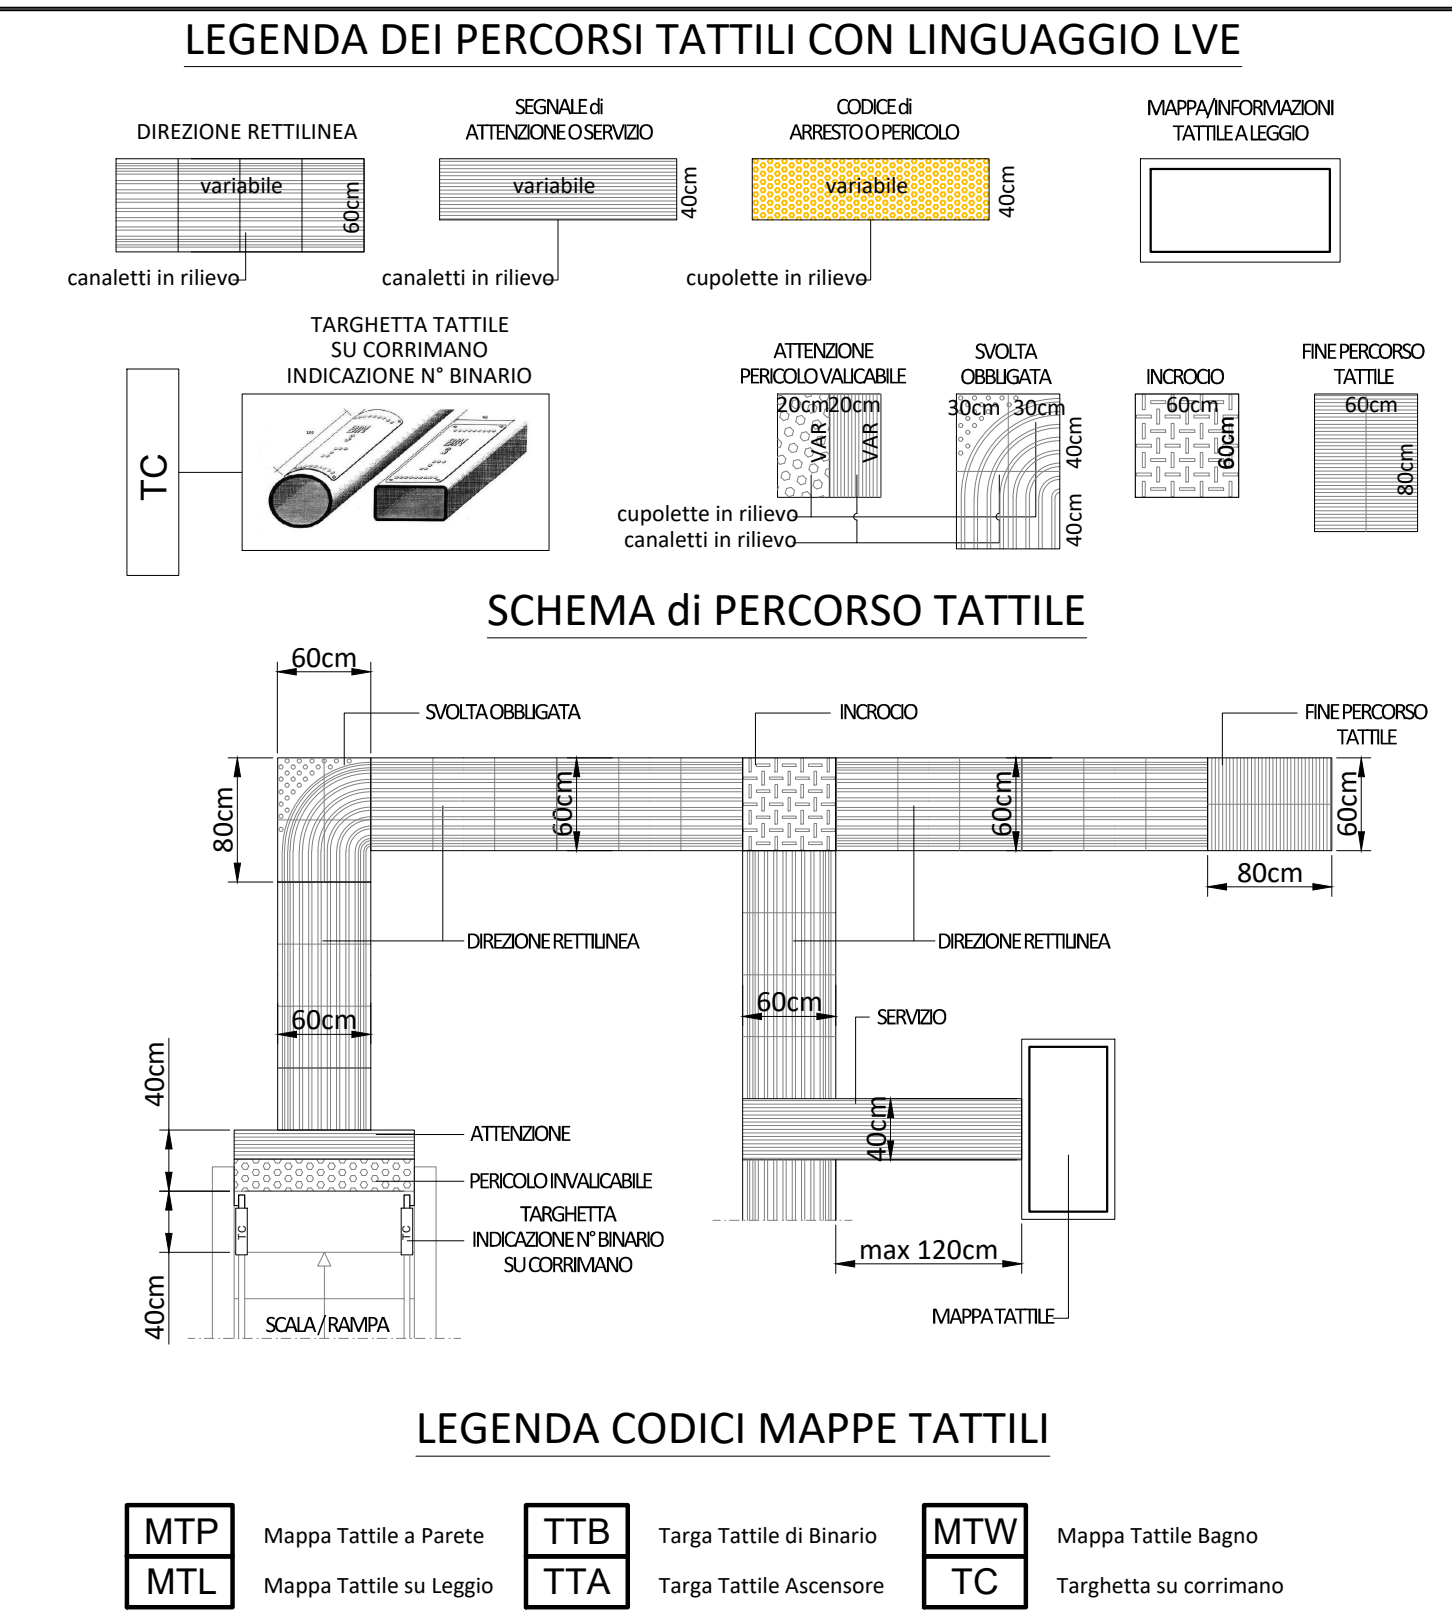 LEGENDA DEI PERCORSI TATTILI CON LINGUAGGIO LVE
DIREZIONE RETTILINEA
variabile
60cm
canaletti in rilievo
SEGNALE di
ATTENZIONE O SERVIZIO
variabile
40cm
canaletti in rilievo
CODICE di
ARRESTO O PERICOLO
variabile
40cm
cupolette in rilievo
MAPPA/INFORMAZIONI
TATTILE A LEGGIO
TC
TARGHETTA TATTILE
SU CORRIMANO
INDICAZIONE N° BINARIO
ATTENZIONE
PERICOLO VALICABILE
20cm 20cm
VAR
VAR
SVOLTA
OBBLIGATA
30cm 30cm
40cm
40cm
cupolette in rilievo
canaletti in rilievo
INCROCIO
60cm
60cm
FINE PERCORSO
TATTILE
60cm
80cm
SCHEMA di PERCORSO TATTILE
60cm
SVOLTA OBBLIGATA
INCROCIO
FINE PERCORSO
TATTILE
80cm
60cm
60cm
60cm
80cm
DIREZIONE RETTILINEA
DIREZIONE RETTILINEA
60cm
60cm
SERVIZIO
40cm
40cm
ATTENZIONE
PERICOLO INVALICABILE
TARGHETTA
INDICAZIONE N° BINARIO
SU CORRIMANO
TC
TC
max 120cm
40cm
SCALA / RAMPA
MAPPA TATTILE
LEGENDA CODICI MAPPE TATTILI
MTP Mappa Tattile a Parete
TTB Targa Tattile di Binario
MTW Mappa Tattile Bagno
MTL Mappa Tattile su Leggio
TTA Targa Tattile Ascensore
TC Targhetta su corrimano